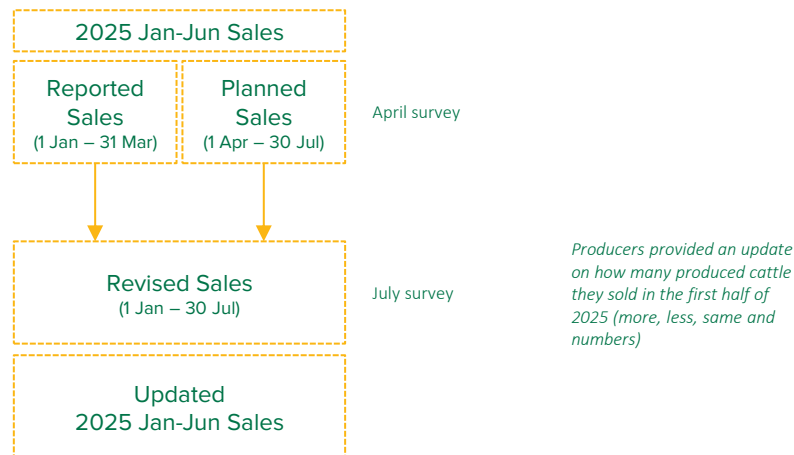 2025 Jan-Jun Sales
Reported
Sales
(1 Jan – 31 Mar)
Planned
Sales
(1 Apr – 30 Jul)
April survey
Revised Sales
(1 Jan – 30 Jul)
July survey
Producers provided an update
on how many produced cattle
they sold in the first half of
2025 (more, less, same and
numbers)
Updated
2025 Jan-Jun Sales